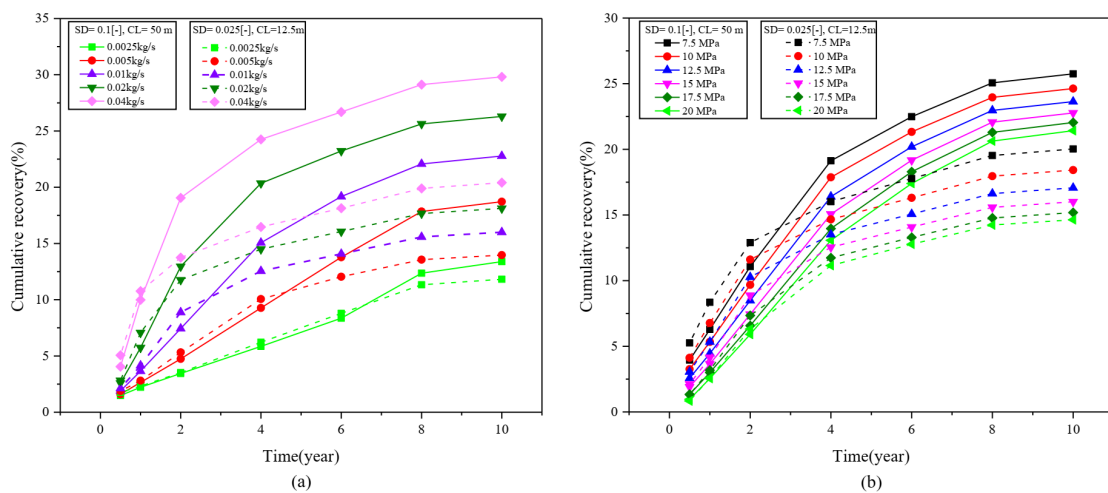 35
30
25
20
15
10
5
0
Cumulative recovery(%)
SD= 0.1[-], CL= 50 m
0.0025kg/s
0.005kg/s
0.01kg/s
0.02kg/s
0.04kg/s
SD= 0.025[-], CL=12.5m
0.0025kg/s
0.005kg/s
0.01kg/s
0.02kg/s
0.04kg/s
0 2 4 6 8 10
Time(year)
(a)
30
25
20
15
10
5
0
Cumulaitre recovery(%)
SD= 0.1[-], CL= 50 m
7.5 MPa
10 MPa
12.5 MPa
15 MPa
17.5 MPa
20 MPa
SD= 0.025[-], CL=12.5m
7.5 MPa
10 MPa
12.5 MPa
15 MPa
17.5 MPa
20 MPa
0 2 4 6 8 10
Time(year)
(b)